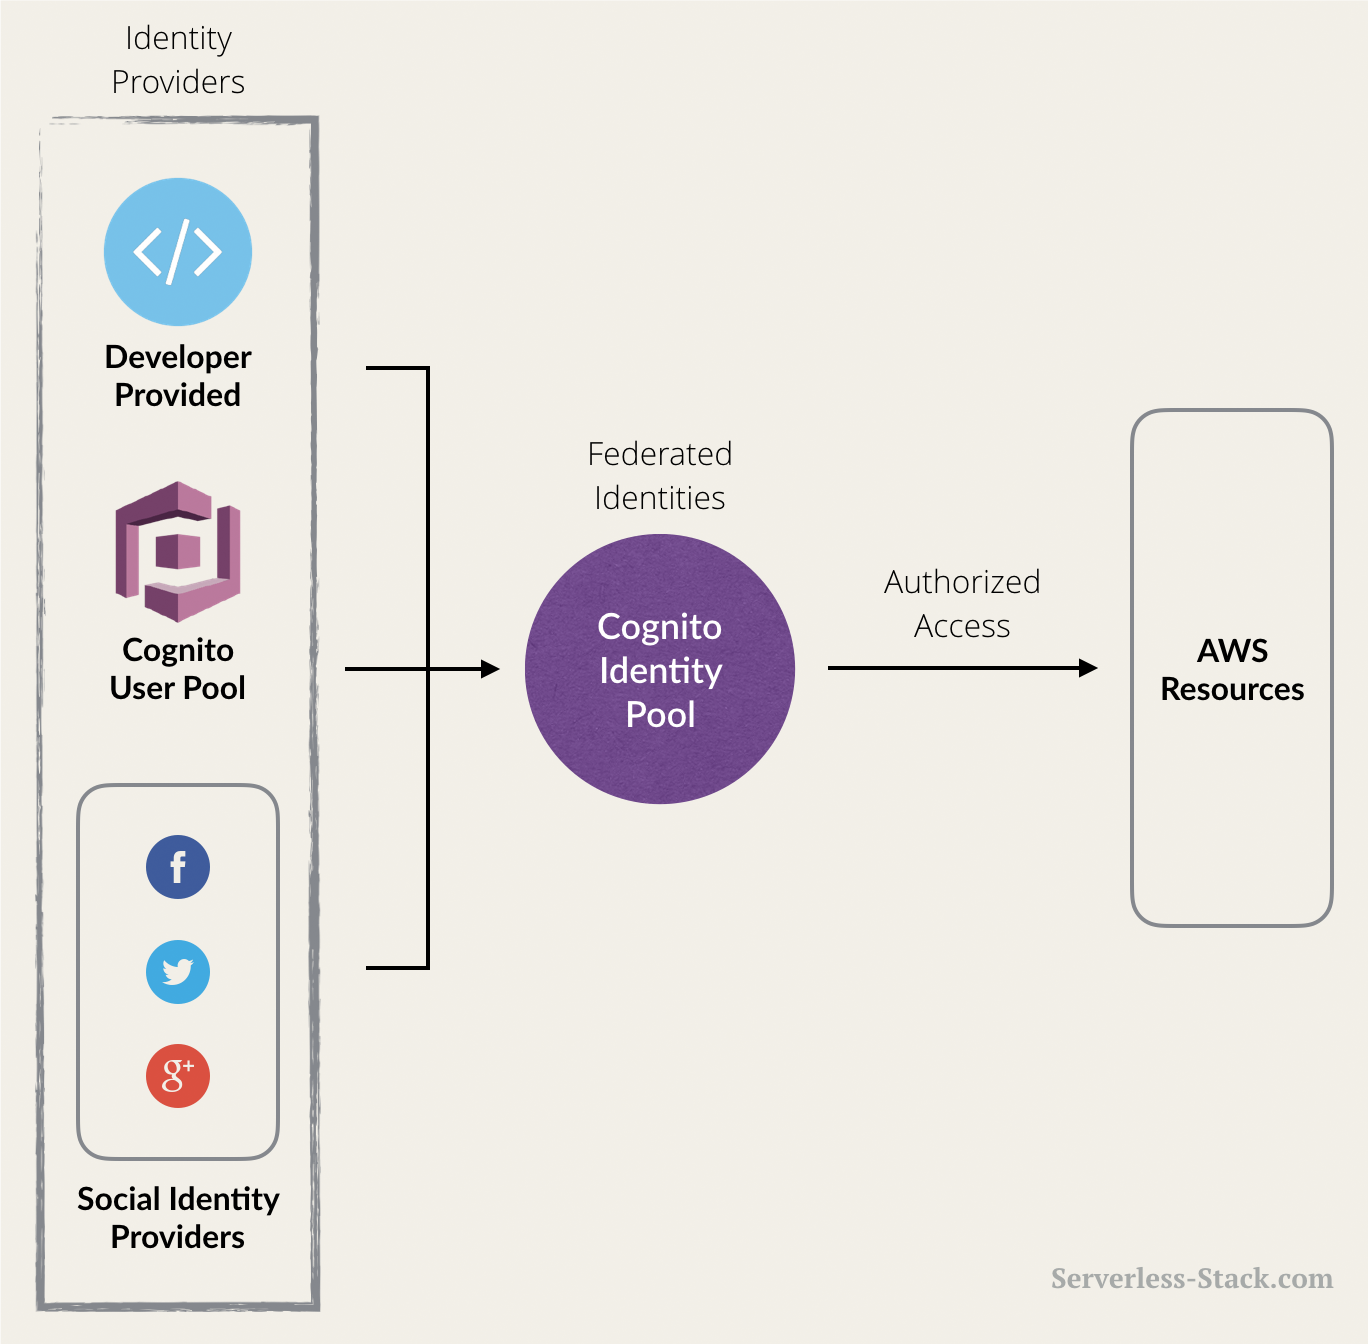 Identity
Providers
</>
Developer
Provided
Cognito
User Pool
f
g+
Social Identity
Providers
Federated
Identities
Cognito
Identity
Pool
Authorized
Access
AWS
Resources
Serverless-Stack.com